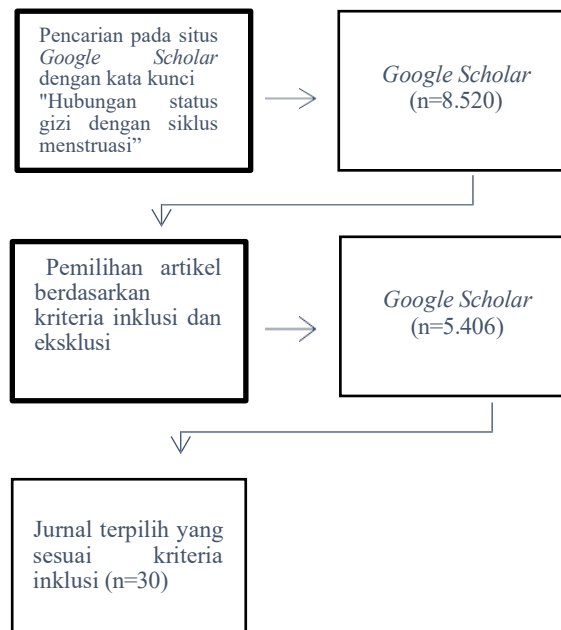 Pencarian pada situs
Google Scholar
dengan kata kunci
"Hubungan status
gizi dengan siklus
menstruasi”
Google Scholar
(n=8.520)
Pemilihan artikel
berdasarkan
kriteria inklusi dan
eksklusi
Google Scholar
(n=5.406)
Jurnal terpilih yang
sesuai kriteria
inklusi (n=30)